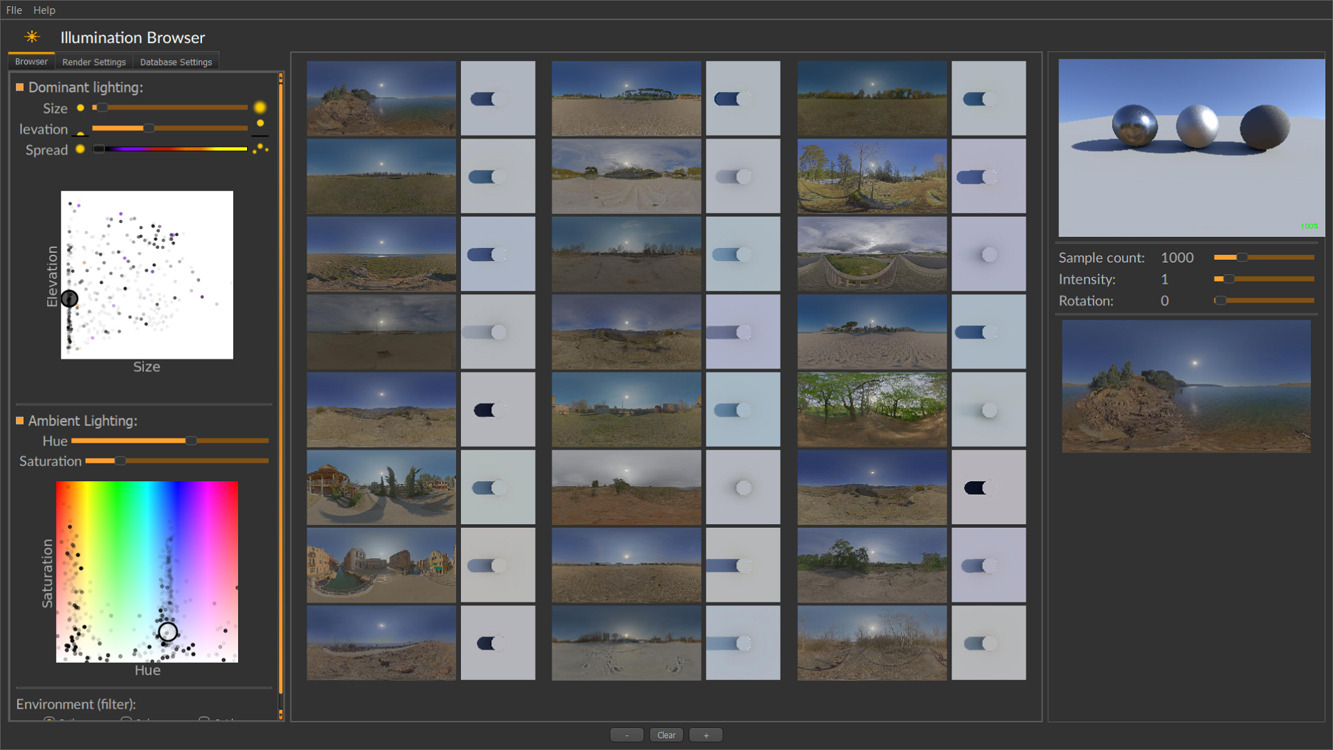 FIle Help
Illumination Browser
Browser Render Settings Database Settings
Dominant lighting:
Size
levation
Spread
Elevation
Size
Ambient Lighting:
Hue
Saturation
Saturation
Hue
Environment (filter):
100%
Sample count: 1000
Intensity: 1
Rotation: 0
- Clear +